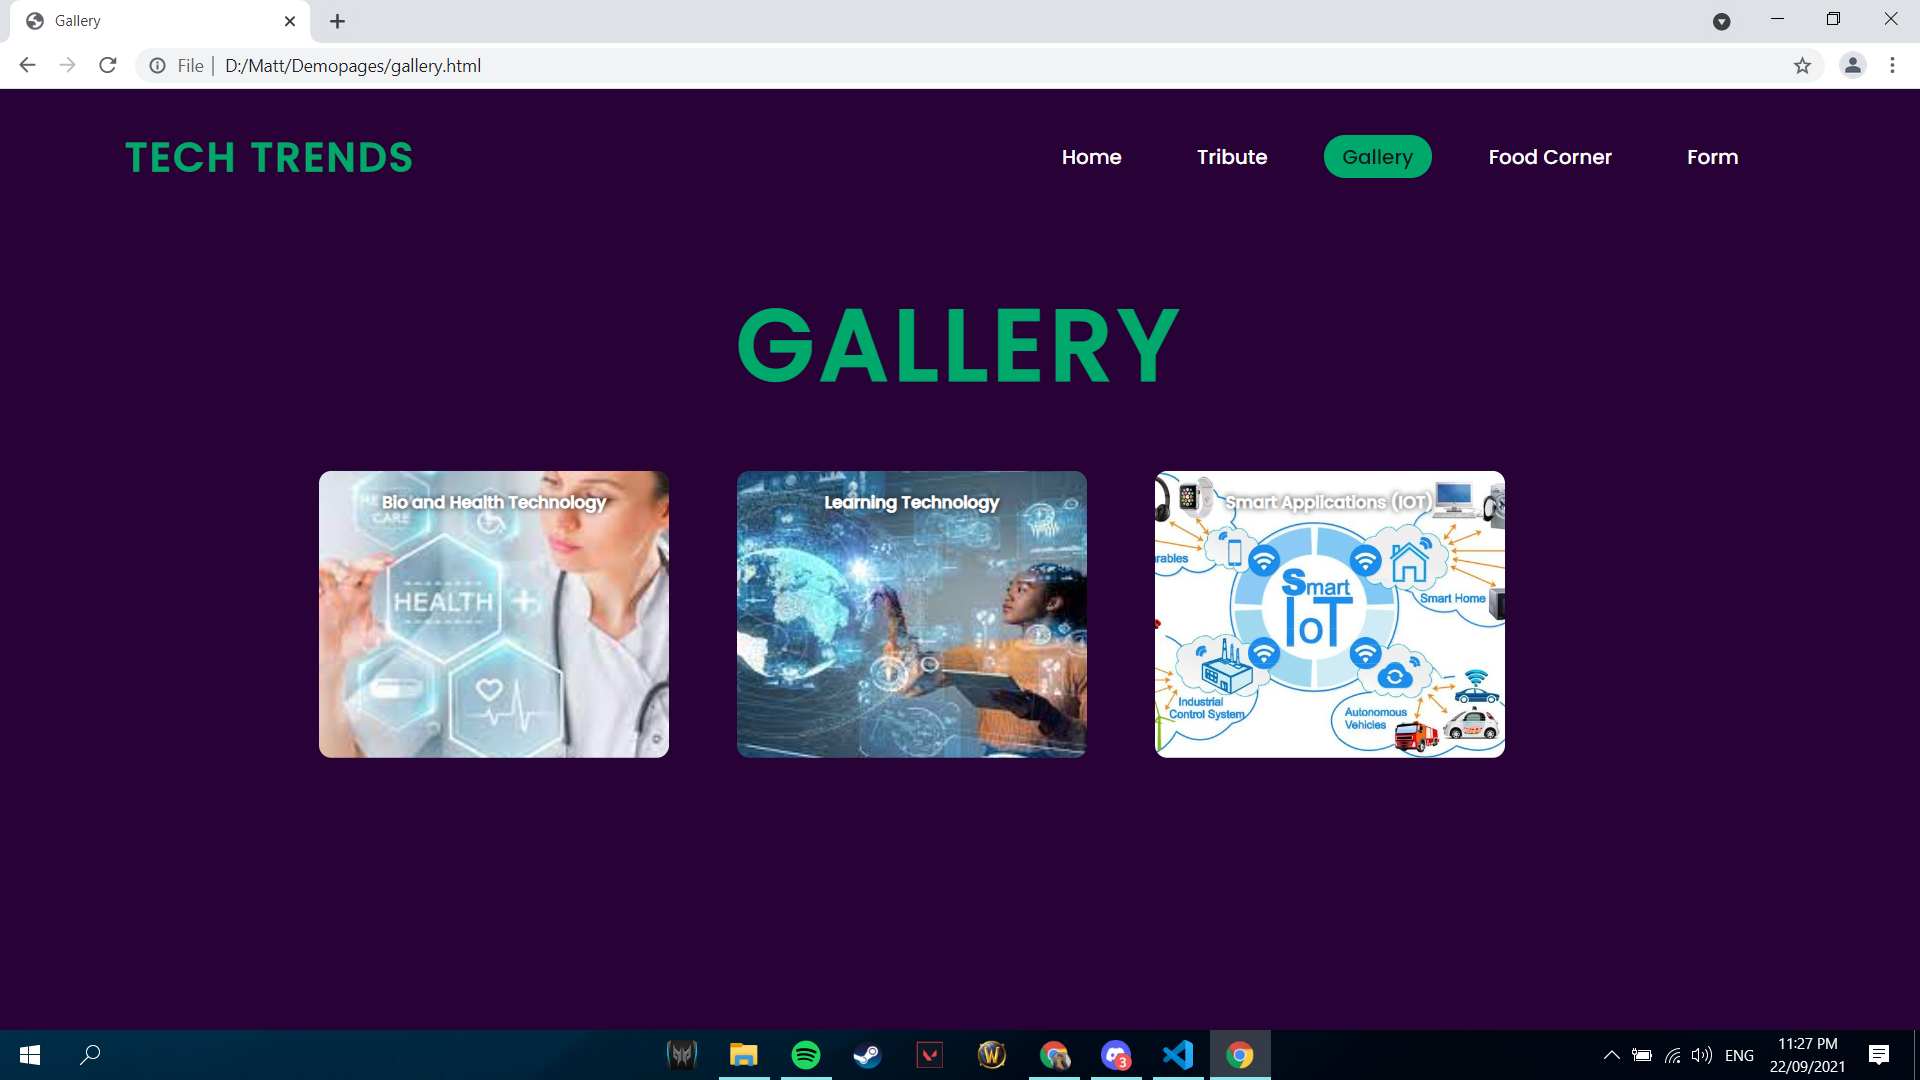 Gallery
File | D:/Matt/Demopages/gallery.html
TECH TRENDS
Home
Tribute
Gallery
Food Corner
Form
GALLERY
Bio and Health Technology
CARE
HEALTH
Learning Technology
Smart Applications (IOT)
Smart
IoT
Smart Home
Industrial
Control System
Autonomous
Vehicles
3
ENG
11:27 PM
22/09/2021